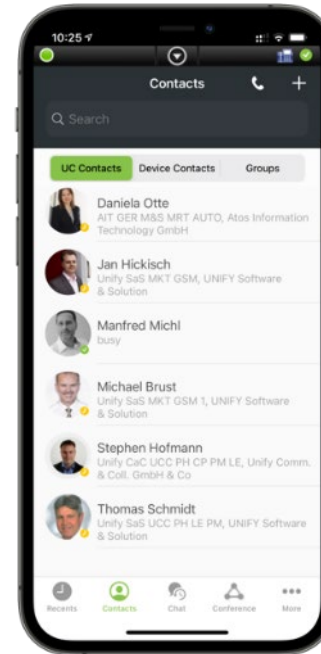 10:25
Contacts
Search
UC Contacts Device Contacts Groups
Daniela Otte
AIT GER M&S MRT AUTO, Atos Information
Technology GmbH
Jan Hickisch
Unify SaS MKT GSM, UNIFY Software
& Solution
Manfred Michl
busy
Michael Brust
Unify SaS MKT GSM 1, UNIFY Software
& Solution
Stephen Hofmann
Unify CaC UCC PH CP PM LE, Unify Comm.
& Coll. GmbH & Co
Thomas Schmidt
Unify SaS UCC PH LE PM, UNIFY Software
& Solution
Recents Contacts Chat Conference More